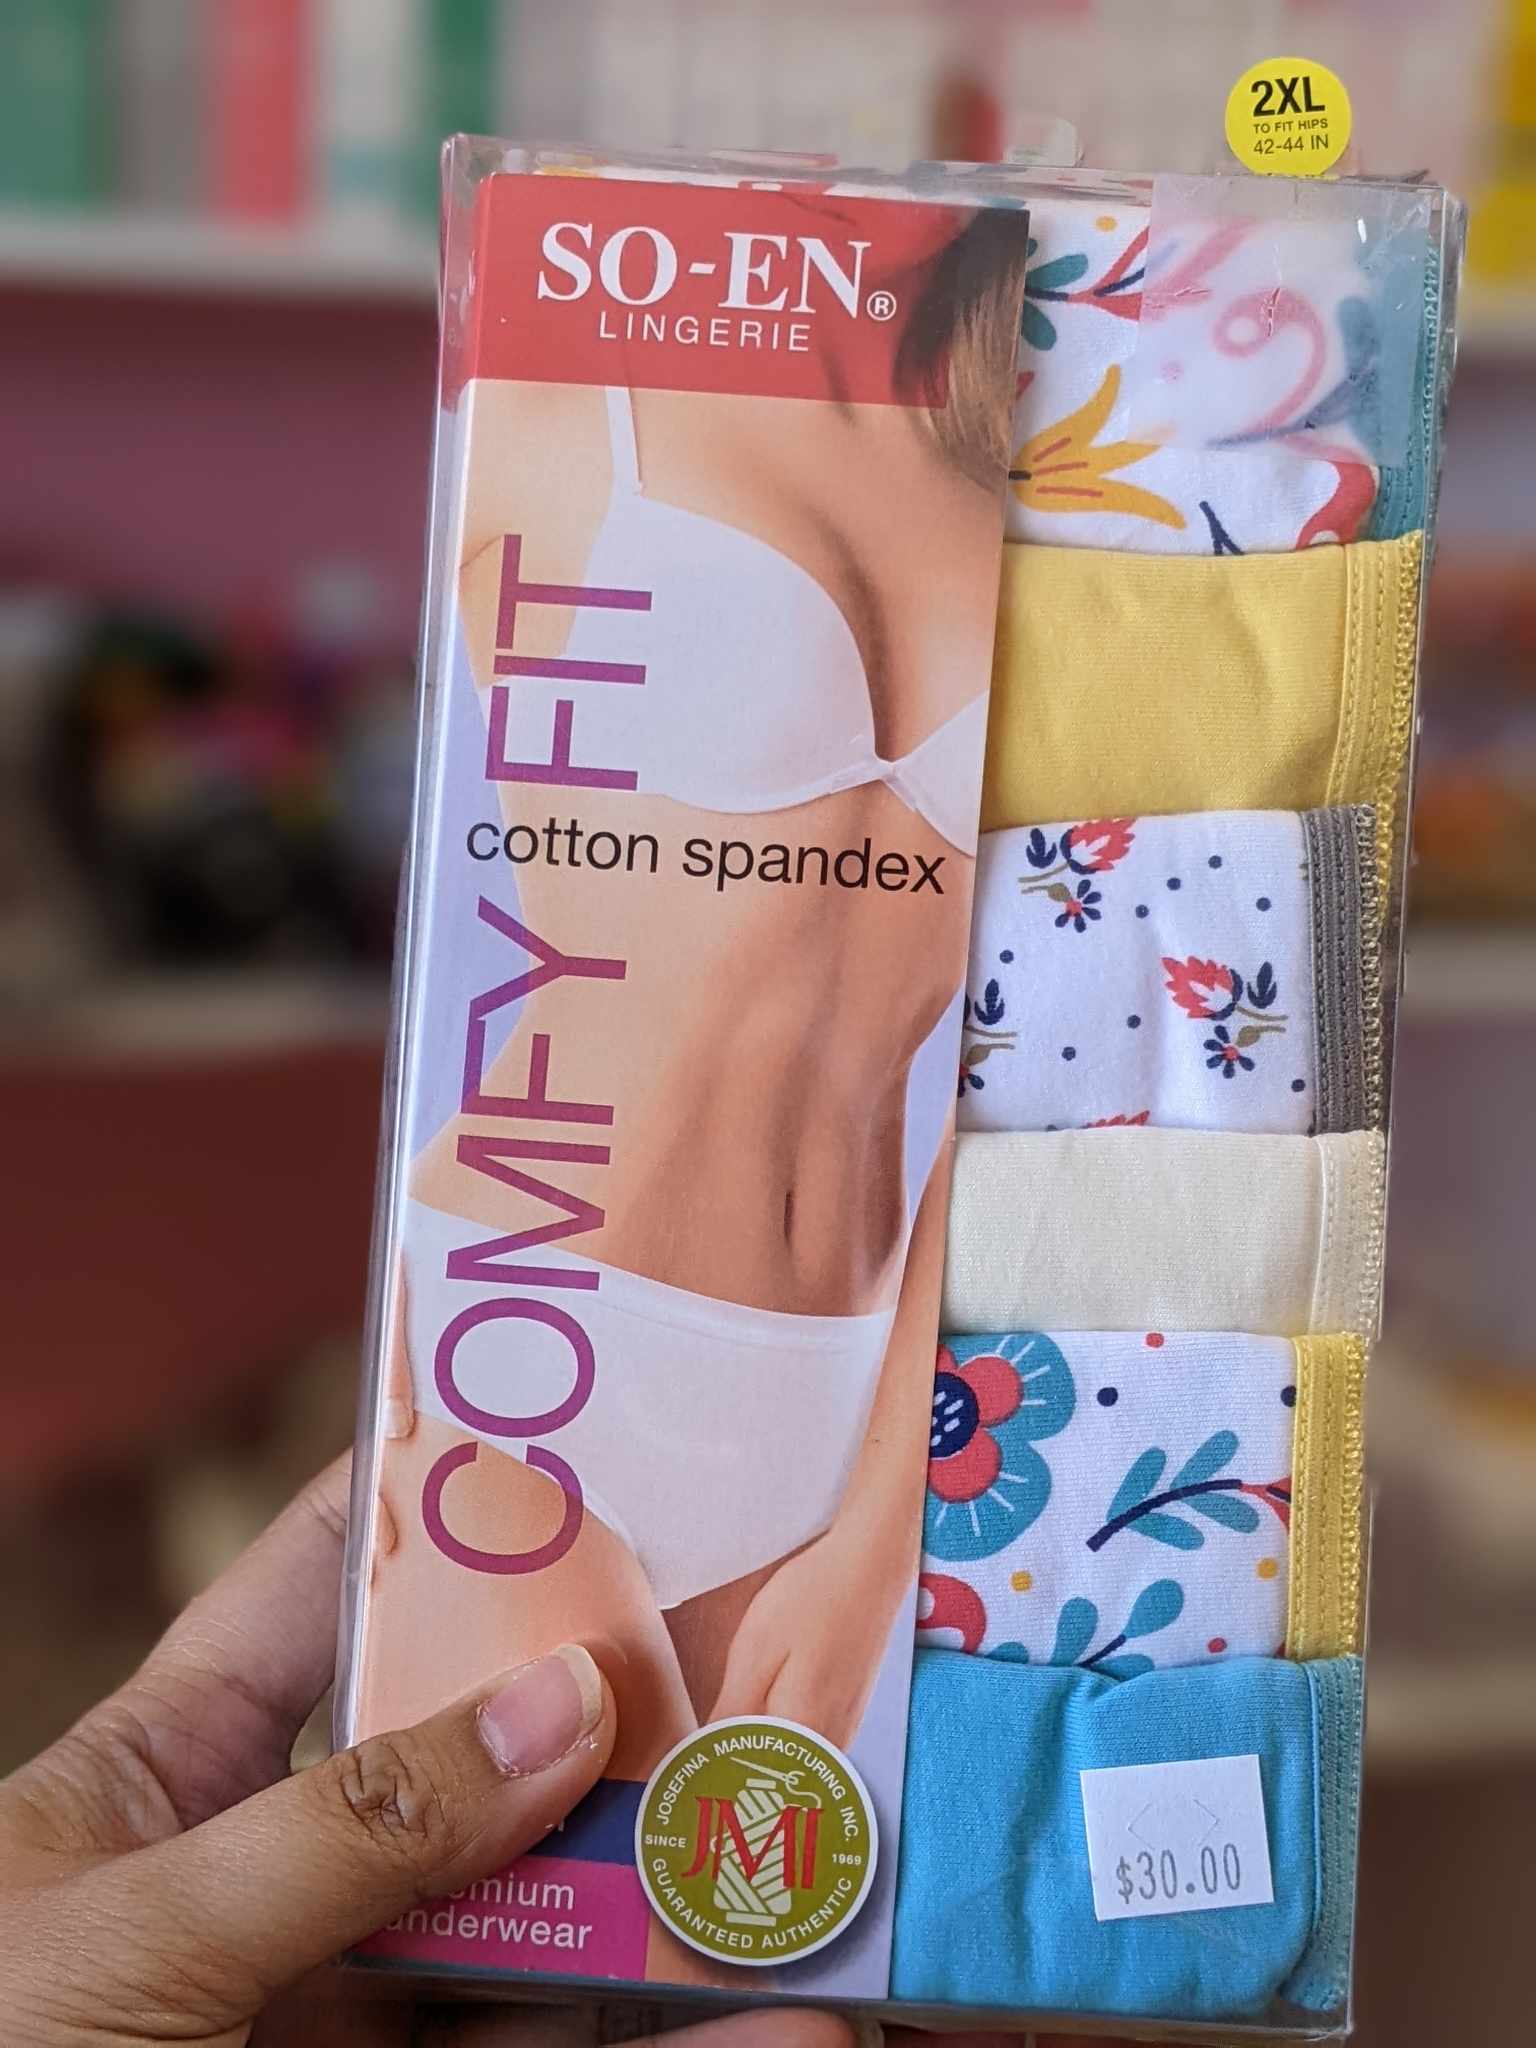 2XL
TO FIT HIPS
42-44 IN
SO-EN®
LINGERIE
COMFY FIT
cotton spandex
JOSEFINA MANUFACTURING INC.
SINCE 1969
JMI
GUARANTEED AUTHENTIC
underwear
$30.00